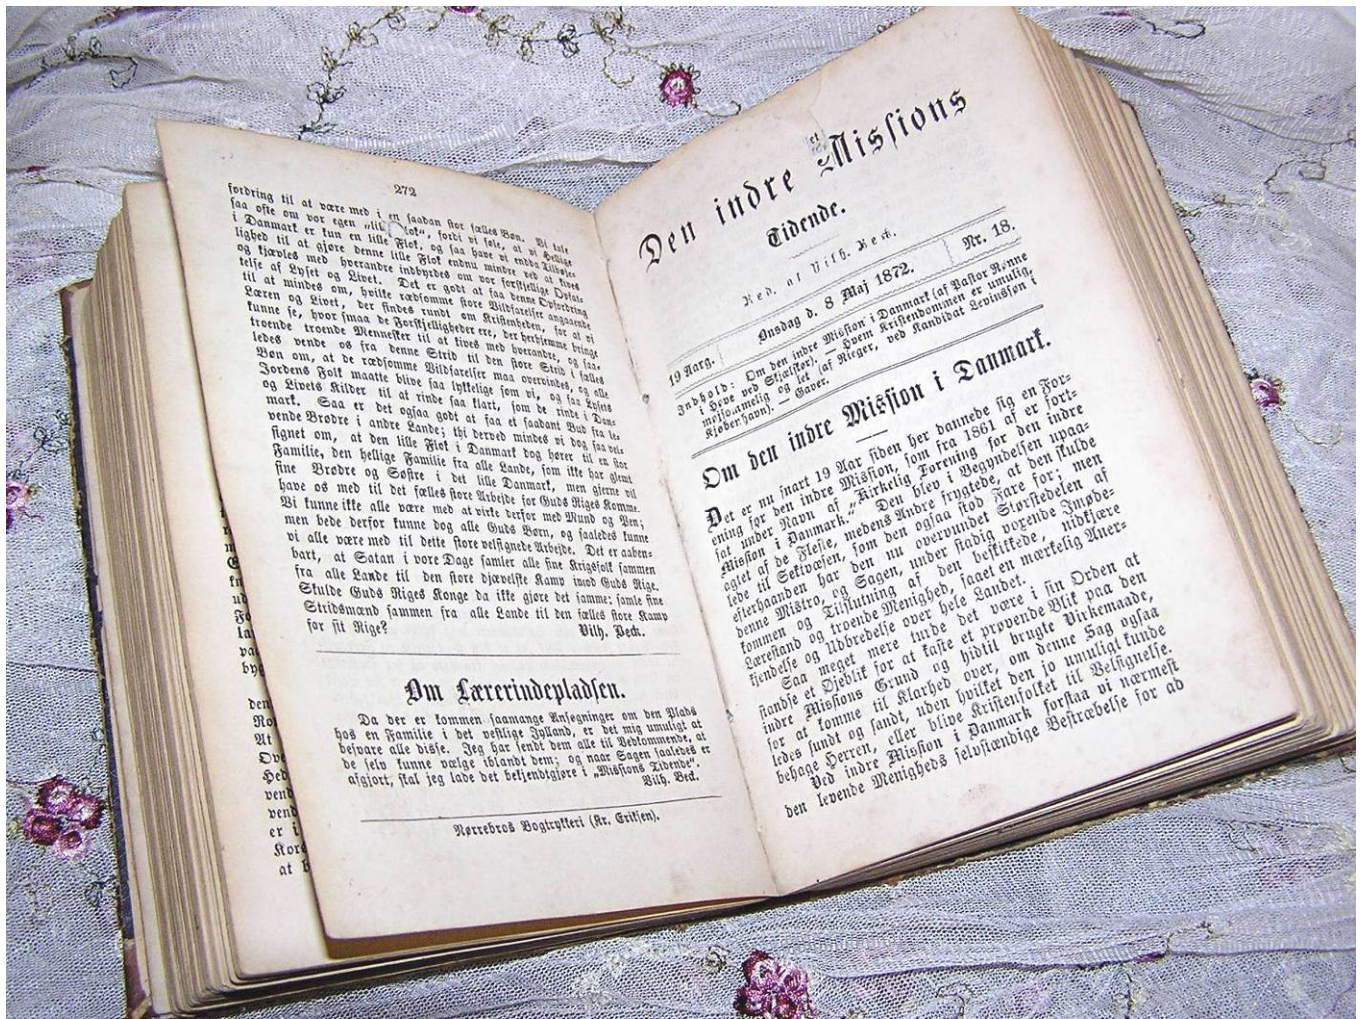 272
fordring til at være med i en saadan stor fælles Bøn. Vi tale
saa ofte om vor egen „lille Flok“, fordi vi føle, at vi Hellige
i Danmark er kun en lille Flok, og saa have vi endda Tilbøie-
lighed til at gjøre denne lille Flok endnu mindre ved at kives
og kjævles med hverandre indbyrdes om vor forskjellige Opfat-
telse af Lyset og Livet. Det er godt at faa denne Opfordring
til at mindes om, hvilke rædsomme store Vildfarelser angaaende
Læren og Livet, der findes rundt om Kristenheden, for at vi
kunne se, hvor smaa de Forskjelligheder ere, der herhjemme bringe
troende troende Mennesker til at kives med hverandre, og saa-
ledes vende os fra denne Strid til den store Strid i fælles
Bøn om, at de rædsomme Vildfarelser maa overvindes, og alle
Jordens Folk maatte blive saa lykkelige som vi, og faa Lysets
og Livets Kilder til at rinde saa klart, som de rinde i Dan-
mark. Saa er det ogsaa godt at faa et saadant Bud fra le-
vende Brødre i andre Lande; thi derved mindes vi dog saa vel-
signet om, at den lille Flok i Danmark dog hører til en stor
Familie, den hellige Familie fra alle Lande, som ikke har glemt
sine Brødre og Søstre i det lille Danmark, men gjerne vil
have os med til det fælles store Arbejde for Guds Riges Komme.
Vi kunne ikke alle være med at virke derfor med Mund og Pen;
men bede derfor kunne dog alle Guds Børn, og saaledes kunne
vi alle være med til dette store velsignede Arbejde. Det er aaben-
bart, at Satan i vore Dage samler alle sine Krigsfolk sammen
fra alle Lande til den store djævelske Kamp imod Guds Rige.
Skulde Guds Riges Konge da ikke gjøre det samme: samle sine
Stridsmænd sammen fra alle Lande til den fælles store Kamp
for sit Rige? Vilh. Beck.
Om Lærerindepladsen.
Da der er kommen saamange Ansøgninger om den Plads
hos en Familie i det vestlige Jylland, er det mig umuligt at
besvare alle disse. Jeg har sendt dem alle til Vedkommende, at
de selv kunne vælge iblandt dem; og naar Sagen saaledes er
afgjort, skal jeg lade det bekjendtgjøre i „Missions Tidende“.
Vilh. Beck.
Nørrebros Bogtrykkeri (Kr. Eriksen).
Den indre Missions
Tidende.
Red. af Vilh. Beck.
19 Aarg. Onsdag d. 8 Maj 1872. Nr. 18.
Indhold: Om den indre Mission i Danmark (af Pastor Rønne
i Høve ved Skjelskør). — Hvem Kristendommen er umulig,
møisommelig og let (af Rieger, ved Kandidat Levinsøn i
Kjøbenhavn). — Gaver.
Om den indre Mission i Danmark.
Det er nu snart 19 Aar siden her dannede sig en For-
ening for den indre Mission, som fra 1861 af er fort-
sat under Navn af „Kirkelig Forening for den indre
Mission i Danmark.“ Den blev i Begyndelsen upaa-
agtet af de Fleste, medens Andre frygtede, at den skulde
lede til Sektvæsen, som den ogsaa stod Fare for; men
efterhaanden har den nu overvundet Størstedelen af
denne Mistro, og Sagen, under stadig voxende Imøde-
kommen og Tilslutning af den beskikkede, nidkjære
Lærestand og troende Menighed, faaet en mærkelig Aner-
kjendelse og Udbredelse over hele Landet.
Saa meget mere turde det være i sin Orden at
standse et Øjeblik for at kaste et prøvende Blik paa den
indre Missions Grund og hidtil brugte Virkemaade,
for at komme til Klarhed over, om denne Sag ogsaa
ledes sundt og sandt, uden hvilket den jo umuligt kunde
behage Herren, eller blive Kristenfolket til Velsignelse.
Ved indre Mission i Danmark forstaa vi nærmest
den levende Menigheds selvstændige Bestræbelse for ad